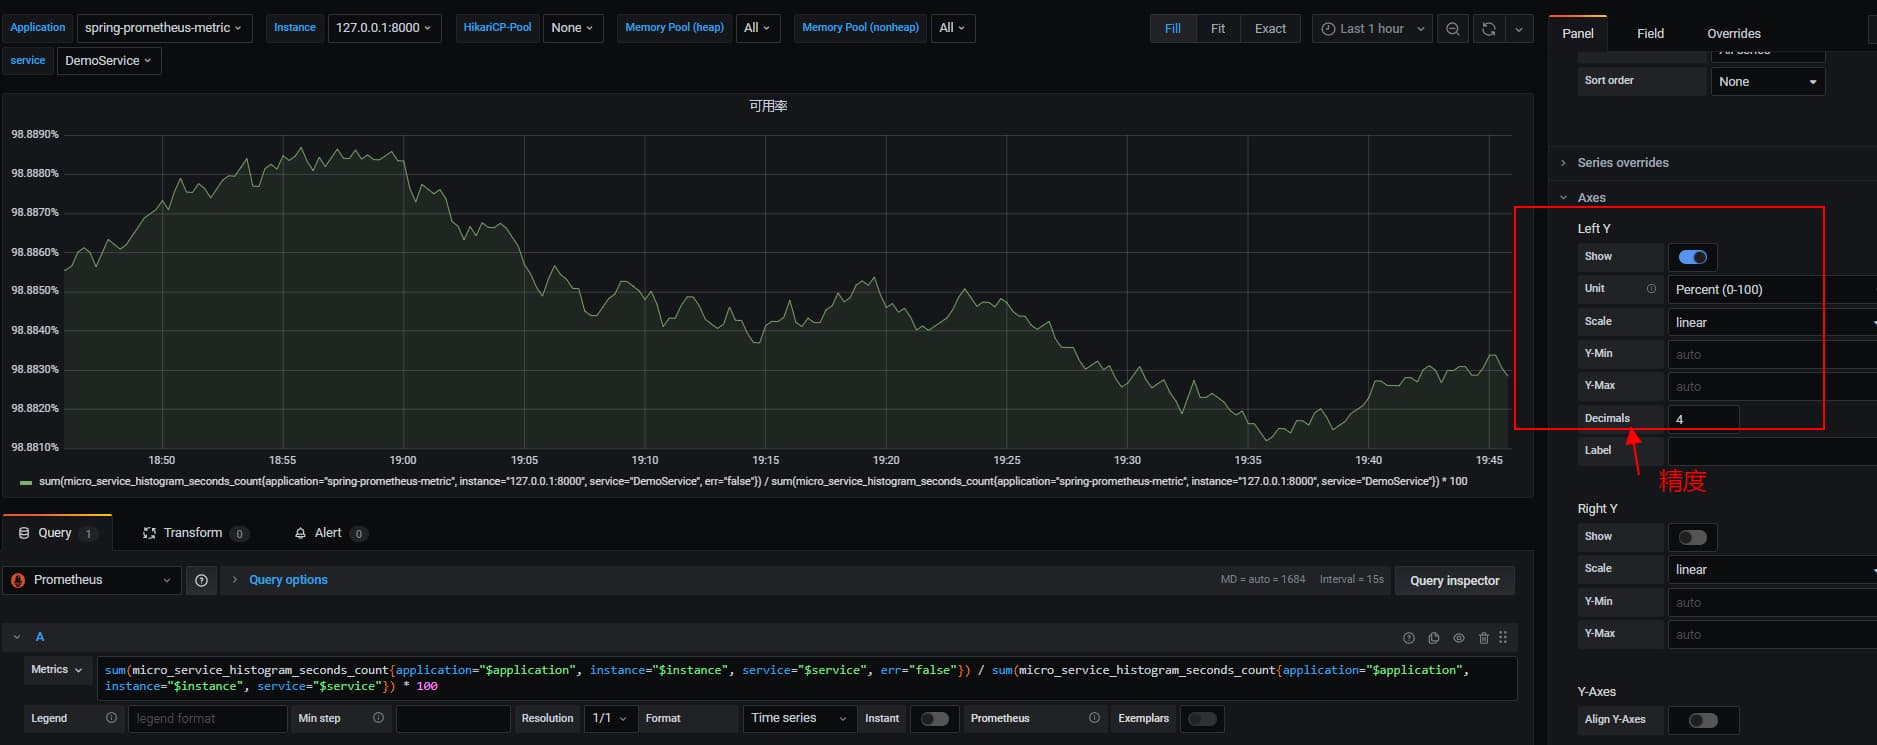 Application spring-prometheus-metric Instance 127.0.0.1:8000 HikariCP-Pool None Memory Pool (heap) All Memory Pool (nonheap) All Fill Fit Exact Last 1 hour
service DemoService
可用率
98.8890%
98.8880%
98.8870%
98.8860%
98.8850%
98.8840%
98.8830%
98.8820%
98.8810%
18:50 18:55 19:00 19:05 19:10 19:15 19:20 19:25 19:30 19:35 19:40 19:45
sum(micro_service_histogram_seconds_count{application="spring-prometheus-metric", instance="127.0.0.1:8000", service="DemoService", err="false"}) / sum(micro_service_histogram_seconds_count{application="spring-prometheus-metric", instance="127.0.0.1:8000", service="DemoService"}) * 100
Query 1 Transform 0 Alert 0
Prometheus Query options MD = auto = 1684 Interval = 15s Query inspector
A
Metrics sum(micro_service_histogram_seconds_count{application="$application", instance="$instance", service="$service", err="false"}) / sum(micro_service_histogram_seconds_count{application="$application",
instance="$instance", service="$service"}) * 100
Legend legend format Min step Resolution 1/1 Format Time series Instant Prometheus Exemplars
Panel Field Overrides
Sort order None
Series overrides
Axes
Left Y
Show
Unit Percent (0-100)
Scale linear
Y-Min auto
Y-Max auto
Decimals 4
Label
精度
Right Y
Show
Scale linear
Y-Min auto
Y-Max auto
Y-Axes
Align Y-Axes